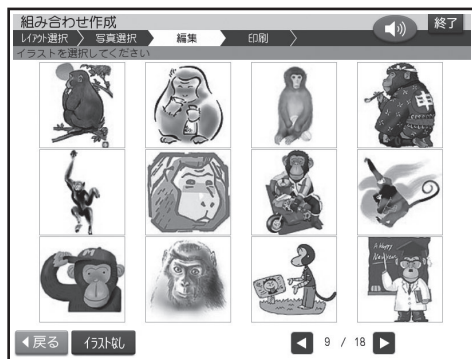 組み合わせ作成
終了
ﾚｲｱｳﾄ選択 写真選択 編集 印刷
イラストを選択してください
申
M
A Happy
New Year
戻る
ｲﾗｽﾄなし
9 / 18